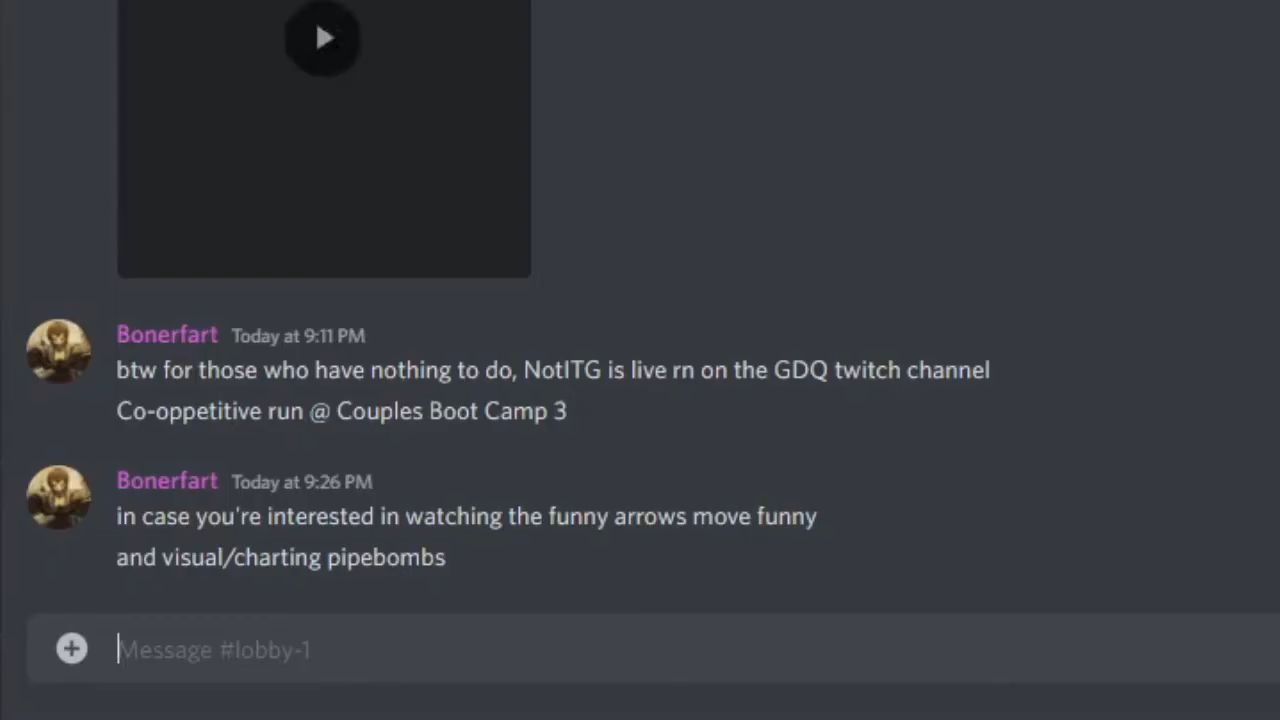 Bonerfart Today at 9:11 PM
btw for those who have nothing to do, NotITG is live rn on the GDQ twitch channel
Co-oppetitive run @ Couples Boot Camp 3
Bonerfart Today at 9:26 PM
in case you're interested in watching the funny arrows move funny
and visual/charting pipebombs
Message #lobby-1